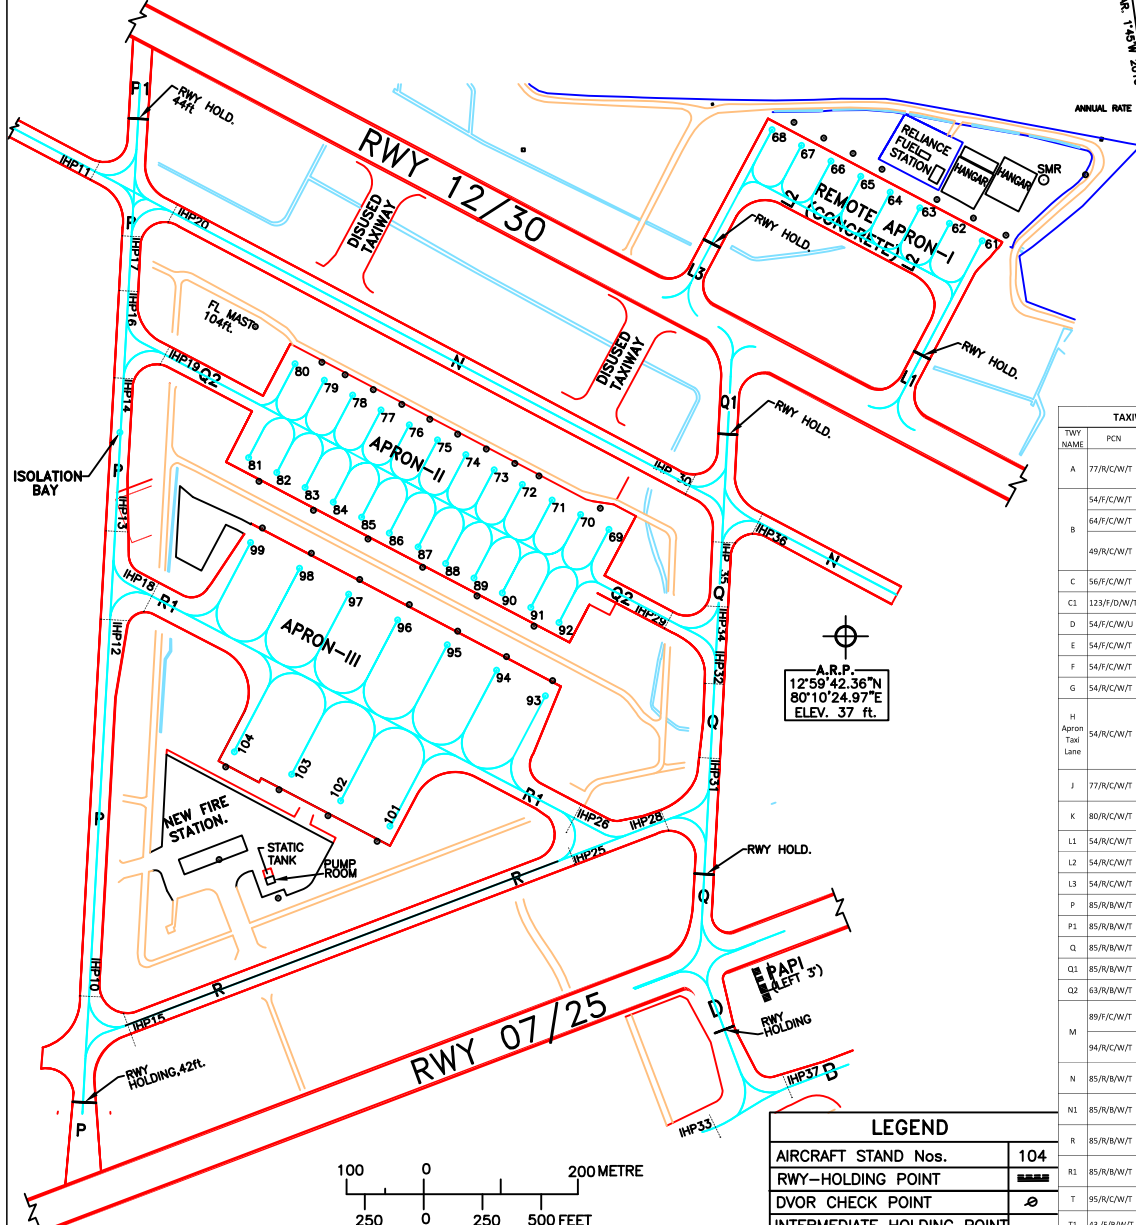 VAR. 1°45'W 2010
ANNUAL RATE
P1
RWY HOLD.
44ft
IHP11
IHP20
P
IHP17
IHP16
RWY 12/30
DISUSED
TAXIWAY
68
67
66
65
64
63
62
61
RELIANCE
FUEL
STATION
HANGAR
HANGAR
SMR
REMOTE APRON-I
(CONCRETE)
L2
L2
RWY HOLD.
L3
RWY HOLD.
L1
FL MAST
104ft.
IHP19
Q2
N
DISUSED
TAXIWAY
Q1
RWY HOLD.
IHP14
ISOLATION
BAY
P
IHP13
80
79
78
77
76
75
74
73
72
71
70
69
APRON-II
81
82
83
84
85
86
87
88
89
90
91
92
IHP 30
IHP36
N
IHP 35
Q
IHP34
IHP32
Q2
IHP29
IHP18
R1
IHP12
99
98
97
96
95
94
93
APRON-III
104
103
102
101
A.R.P.
12°59'42.36"N
80°10'24.97"E
ELEV. 37 ft.
Q
IHP31
R1
IHP26
IHP28
IHP25
P
NEW FIRE
STATION.
STATIC
TANK
PUMP
ROOM
R
RWY HOLD.
Q
IHP10
R
IHP15
RWY
HOLDING,42ft.
P
RWY 07/25
PAPI
(LEFT 3°)
D
RWY
HOLDING
IHP37
B
IHP33
100 0 200 METRE
250 0 250 500 FEET
LEGEND
AIRCRAFT STAND Nos. 104
RWY-HOLDING POINT
DVOR CHECK POINT
INTERMEDIATE HOLDING POINT
TWY
NAME PCN
A 77/R/C/W/T
54/F/C/W/T
B 64/F/C/W/T
49/R/C/W/T
C 56/F/C/W/T
C1 123/F/D/W/T
D 54/F/C/W/U
E 54/F/C/W/T
F 54/F/C/W/T
G 54/R/C/W/T
H
Apron
Taxi
Lane 54/R/C/W/T
J 77/R/C/W/T
K 80/R/C/W/T
L1 54/R/C/W/T
L2 54/R/C/W/T
L3 54/R/C/W/T
P 85/R/B/W/T
P1 85/R/B/W/T
Q 85/R/B/W/T
Q1 85/R/B/W/T
Q2 63/R/B/W/T
M 89/F/C/W/T
94/R/C/W/T
N 85/R/B/W/T
N1 85/R/B/W/T
R 85/R/B/W/T
R1 85/R/B/W/T
T 95/R/C/W/T